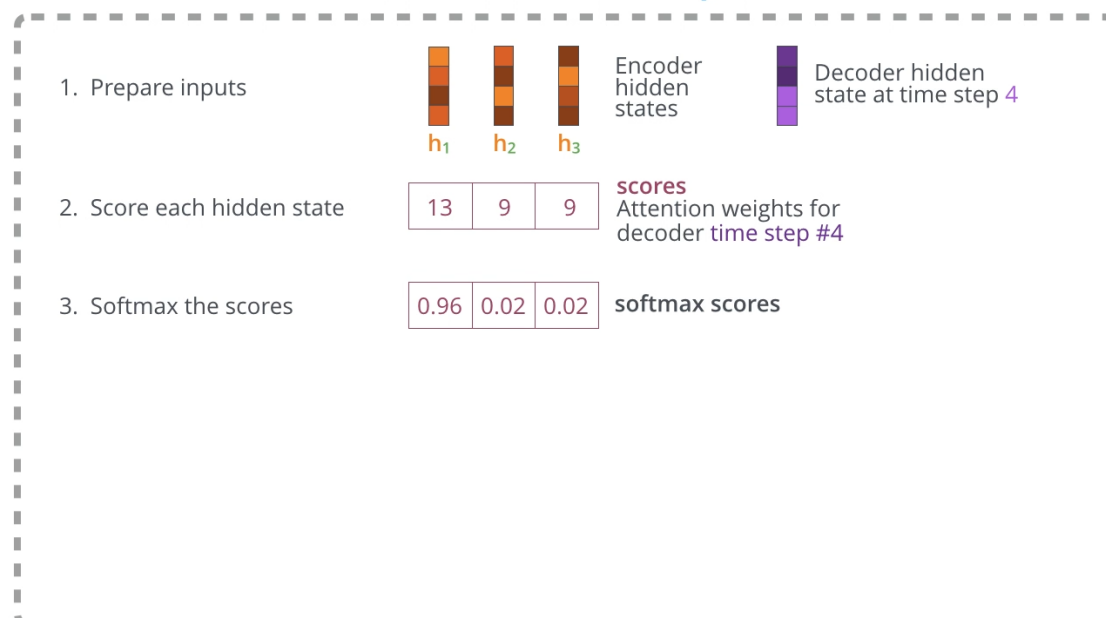 1. Prepare inputs
Encoder
hidden
states
Decoder hidden
state at time step 4
h₁ h₂ h₃
2. Score each hidden state
13 9 9
scores
Attention weights for
decoder time step #4
3. Softmax the scores
0.96 0.02 0.02
softmax scores